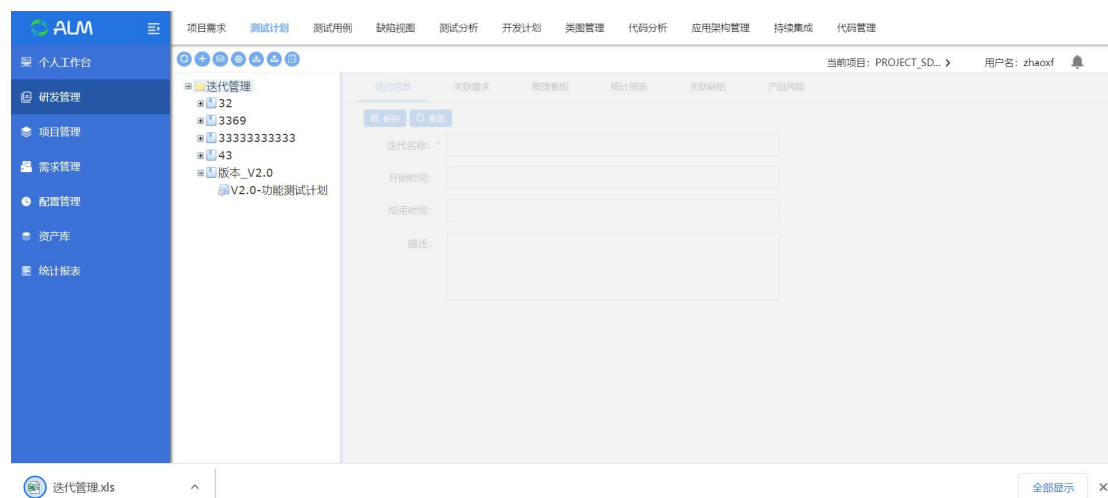 ALM
项目需求 测试计划 测试用例 缺陷视图 测试分析 开发计划 类图管理 代码分析 应用架构管理 持续集成 代码管理
个人工作台
研发管理
项目管理
需求管理
配置管理
资产库
统计报表
当前项目: PROJECT_SD... 用户名: zhaoxf
迭代管理
32
3369
33333333333
43
版本_V2.0
V2.0-功能测试计划
迭代信息 关联需求 敏捷看板 统计报表 关联缺陷 产品风险
保存 重置
迭代名称: *
开始时间:
结束时间:
描述:
迭代管理.xls
全部显示